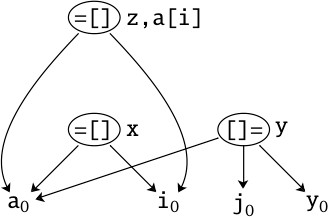 =[] z,a[i]
=[] x []= y
a₀ i₀ j₀ y₀